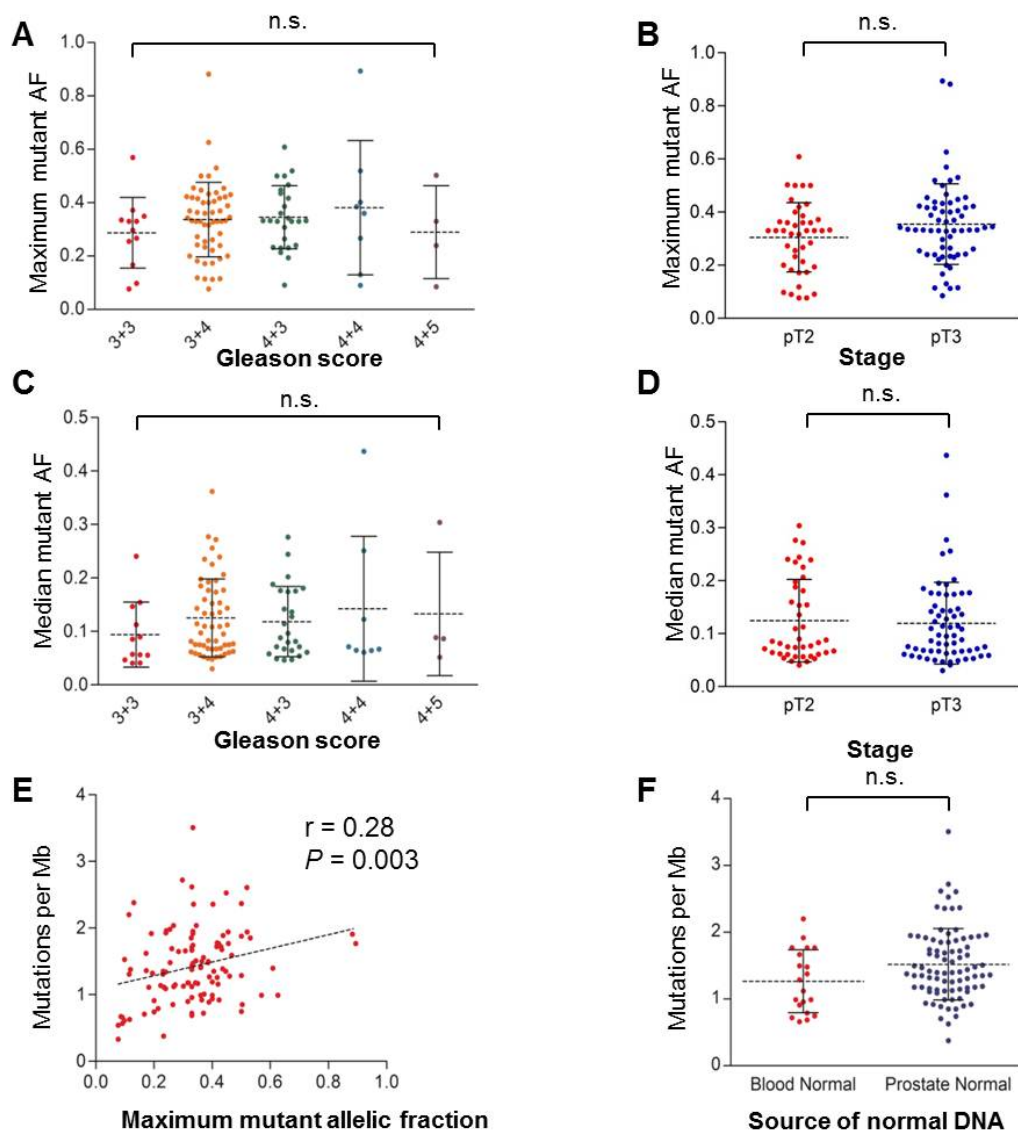 A
n.s.
Maximum mutant AF
1.0
0.8
0.6
0.4
0.2
0.0
3+3
3+4
4+3
4+4
4+5
Gleason score
B
n.s.
Maximum mutant AF
1.0
0.8
0.6
0.4
0.2
0.0
pT2
pT3
Stage
C
n.s.
Median mutant AF
0.5
0.4
0.3
0.2
0.1
0.0
3+3
3+4
4+3
4+4
4+5
Gleason score
D
n.s.
Median mutant AF
0.5
0.4
0.3
0.2
0.1
0.0
pT2
pT3
Stage
E
Mutations per Mb
4
3
2
1
0
r = 0.28
P = 0.003
0.0
0.2
0.4
0.6
0.8
1.0
Maximum mutant allelic fraction
F
n.s.
Mutations per Mb
4
3
2
1
0
Blood Normal
Prostate Normal
Source of normal DNA